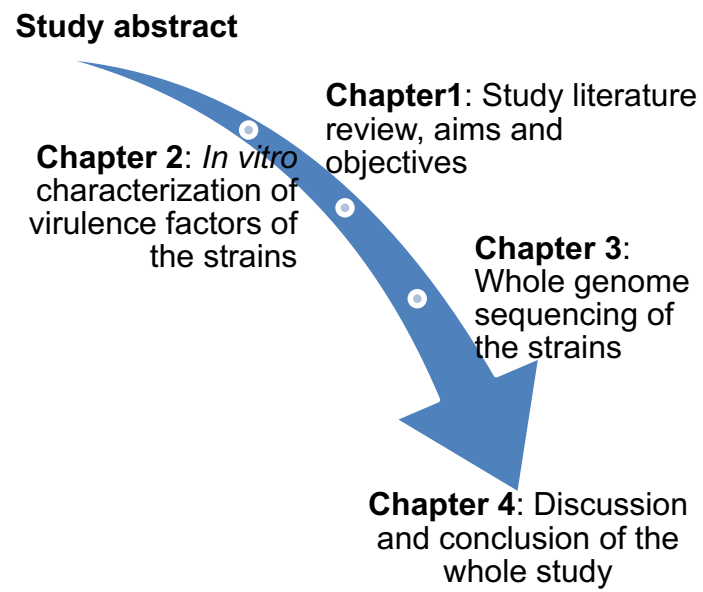 Study abstract
Chapter1: Study literature
review, aims and
objectives
Chapter 2: In vitro
characterization of
virulence factors of
the strains
Chapter 3:
Whole genome
sequencing of
the strains
Chapter 4: Discussion
and conclusion of the
whole study